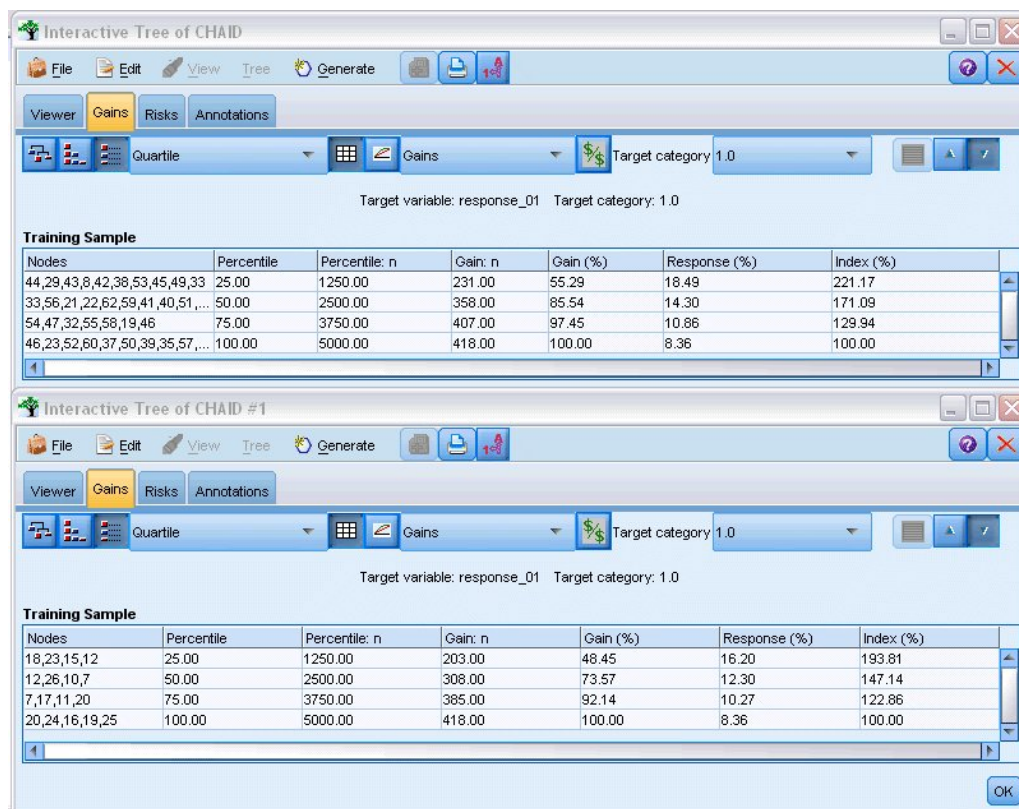 Interactive Tree of CHAID
File Edit View Tree Generate
Viewer Gains Risks Annotations
Quartile Gains $/$ Target category 1.0
Target variable: response_01 Target category: 1.0
Training Sample
Nodes Percentile Percentile: n Gain: n Gain (%) Response (%) Index (%)
44,29,43,8,42,38,53,45,49,33 25.00 1250.00 231.00 55.29 18.49 221.17
33,56,21,22,62,59,41,40,51,... 50.00 2500.00 358.00 85.54 14.30 171.09
54,47,32,55,58,19,46 75.00 3750.00 407.00 97.45 10.86 129.94
46,23,52,60,37,50,39,35,57,... 100.00 5000.00 418.00 100.00 8.36 100.00
Interactive Tree of CHAID #1
File Edit View Tree Generate
Viewer Gains Risks Annotations
Quartile Gains $/$ Target category 1.0
Target variable: response_01 Target category: 1.0
Training Sample
Nodes Percentile Percentile: n Gain: n Gain (%) Response (%) Index (%)
18,23,15,12 25.00 1250.00 203.00 48.45 16.20 193.81
12,26,10,7 50.00 2500.00 308.00 73.57 12.30 147.14
7,17,11,20 75.00 3750.00 385.00 92.14 10.27 122.86
20,24,16,19,25 100.00 5000.00 418.00 100.00 8.36 100.00
OK